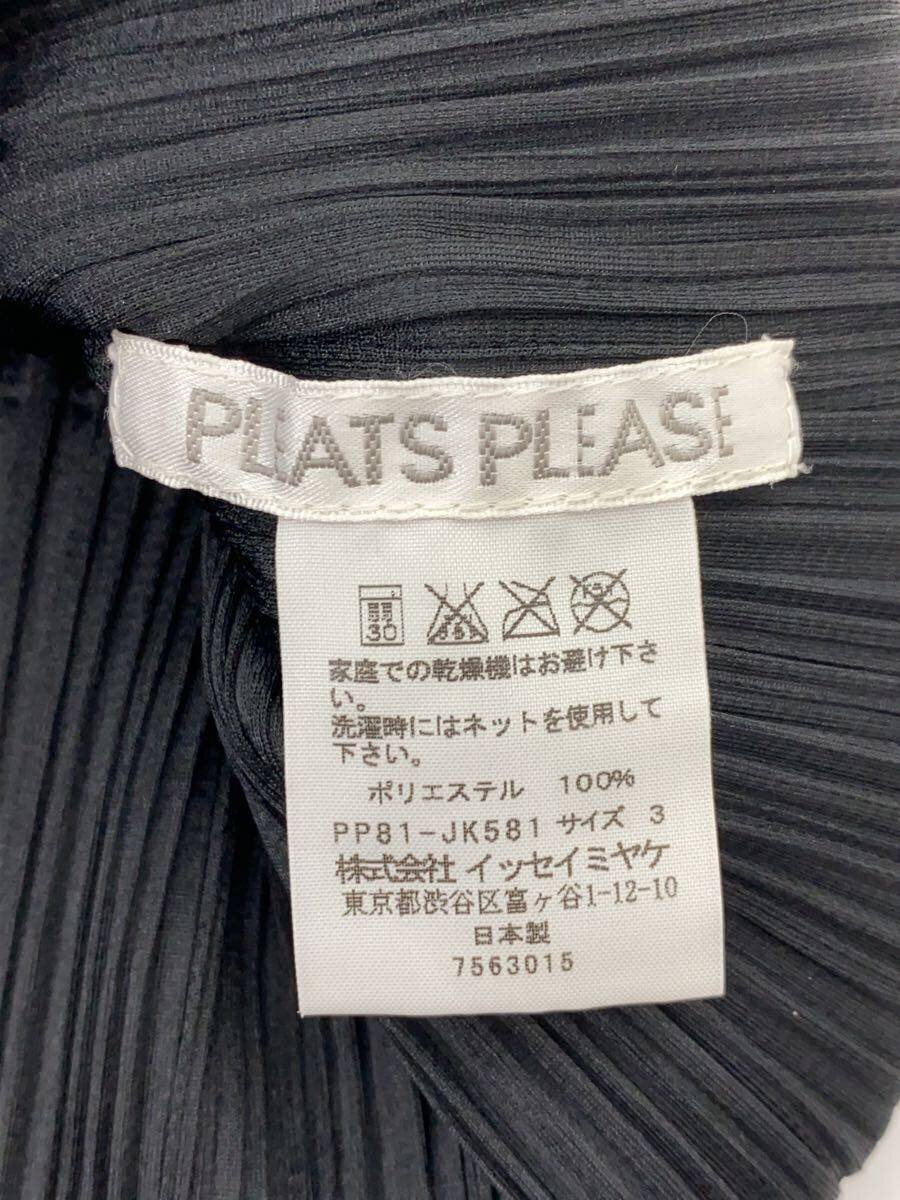 PLEATS PLEASE
弱
30
家庭での乾燥機はお避け下さ
い。
洗濯時にはネットを使用して
下さい。
ポリエステル 100%
PP81-JK581 サイズ 3
株式会社 イッセイミヤケ
東京都渋谷区富ヶ谷1-12-10
日本製
7563015